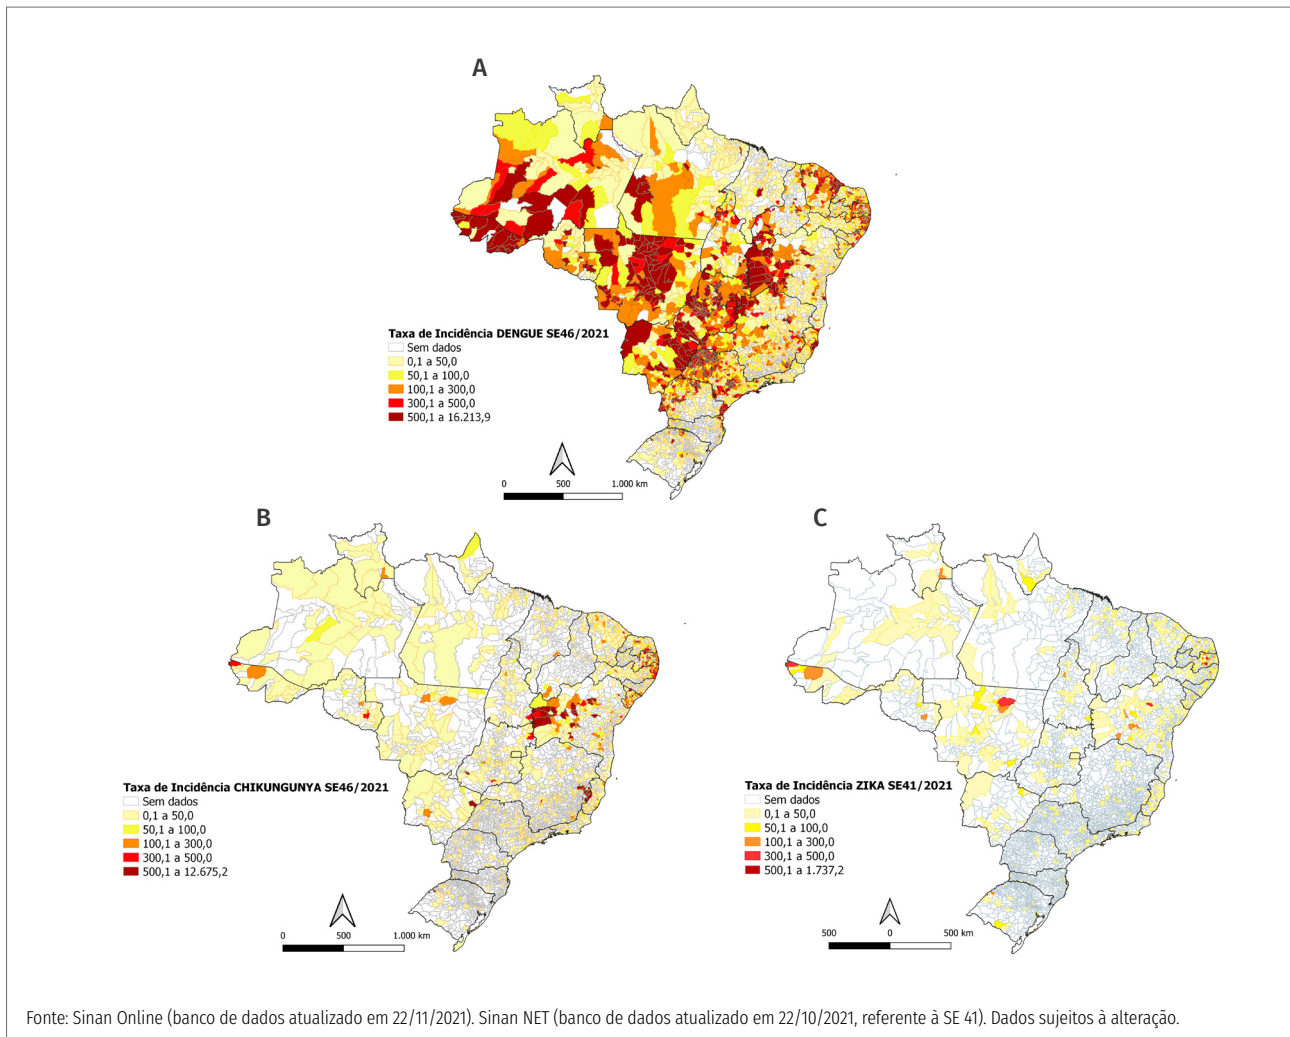 A
Taxa de Incidência DENGUE SE46/2021
Sem dados
0,1 a 50,0
50,1 a 100,0
100,1 a 300,0
300,1 a 500,0
500,1 a 16.213,9
0 500 1.000 km
B
Taxa de Incidência CHIKUNGUNYA SE46/2021
Sem dados
0,1 a 50,0
50,1 a 100,0
100,1 a 300,0
300,1 a 500,0
500,1 a 12.675,2
0 500 1.000 km
C
Taxa de Incidência ZIKA SE41/2021
Sem dados
0,1 a 50,0
50,1 a 100,0
100,1 a 300,0
300,1 a 500,0
500,1 a 1.737,2
500 0 500 km
Fonte: Sinan Online (banco de dados atualizado em 22/11/2021). Sinan NET (banco de dados atualizado em 22/10/2021, referente à SE 41). Dados sujeitos à alteração.